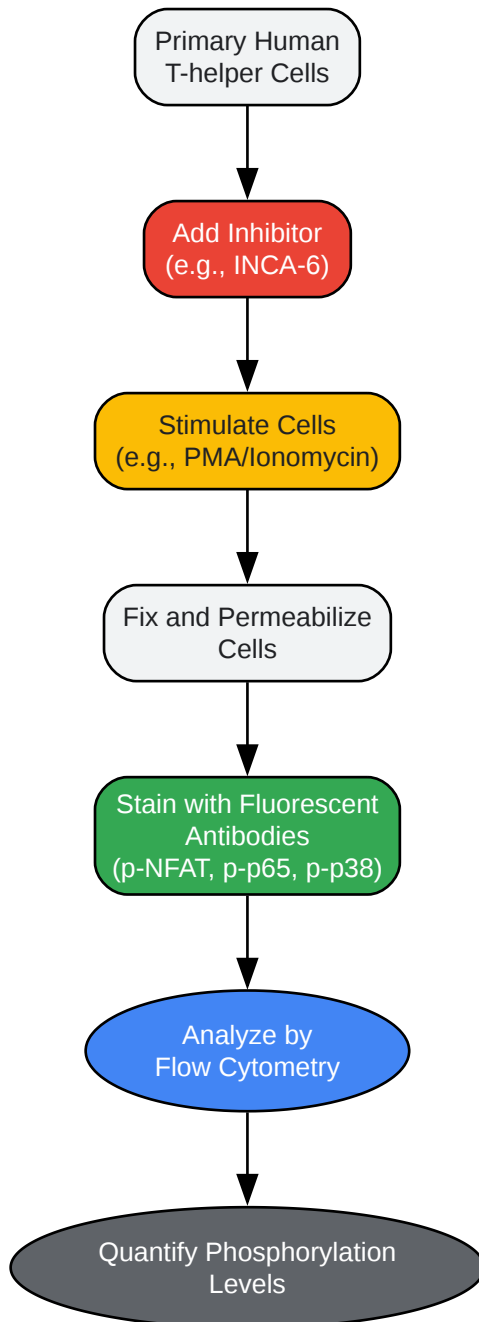 Primary Human
T-helper Cells
Add Inhibitor
(e.g., INCA-6)
Stimulate Cells
(e.g., PMA/Ionomycin)
Fix and Permeabilize
Cells
Stain with Fluorescent
Antibodies
(p-NFAT, p-p65, p-p38)
Analyze by
Flow Cytometry
Quantify Phosphorylation
Levels